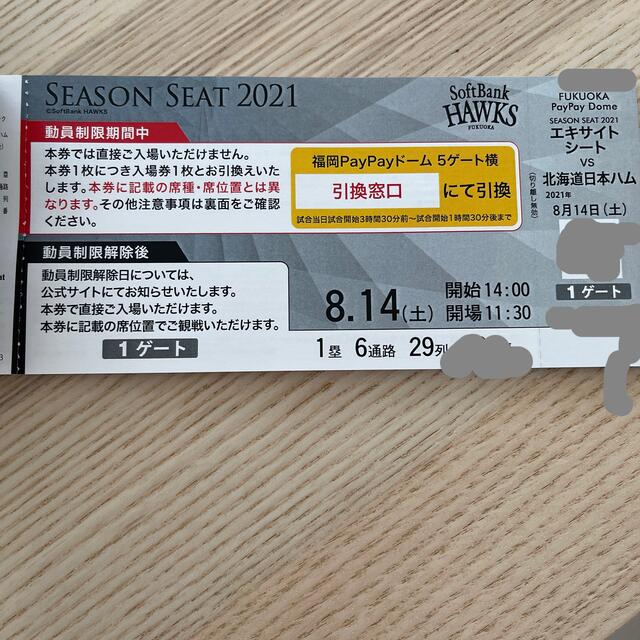 SEASON SEAT 2021
©SoftBank HAWKS
SoftBank
HAWKS
FUKUOKA
動員制限期間中
本券では直接ご入場いただけません。
本券1枚につき入場券1枚とお引換えいた
します。本券に記載の席種・席位置とは異
なります。その他注意事項は裏面をご確認
ください。
福岡PayPayドーム 5ゲート横
引換窓口 にて引換
試合当日試合開始3時間30分前〜試合開始1時間30分後まで
動員制限解除後
動員制限解除日については、
公式サイトにてお知らせいたします。
本券で直接ご入場いただけます。
本券に記載の席位置でご観戦いただけます。
1ゲート
8.14(土)
開始14:00
開場11:30
1塁 6通路 29列
(切り離し無効)
FUKUOKA
PayPay Dome
SEASON SEAT 2021
エキサイト
シート
VS
北海道日本ハム
2021年
8月14日(土)
1ゲート